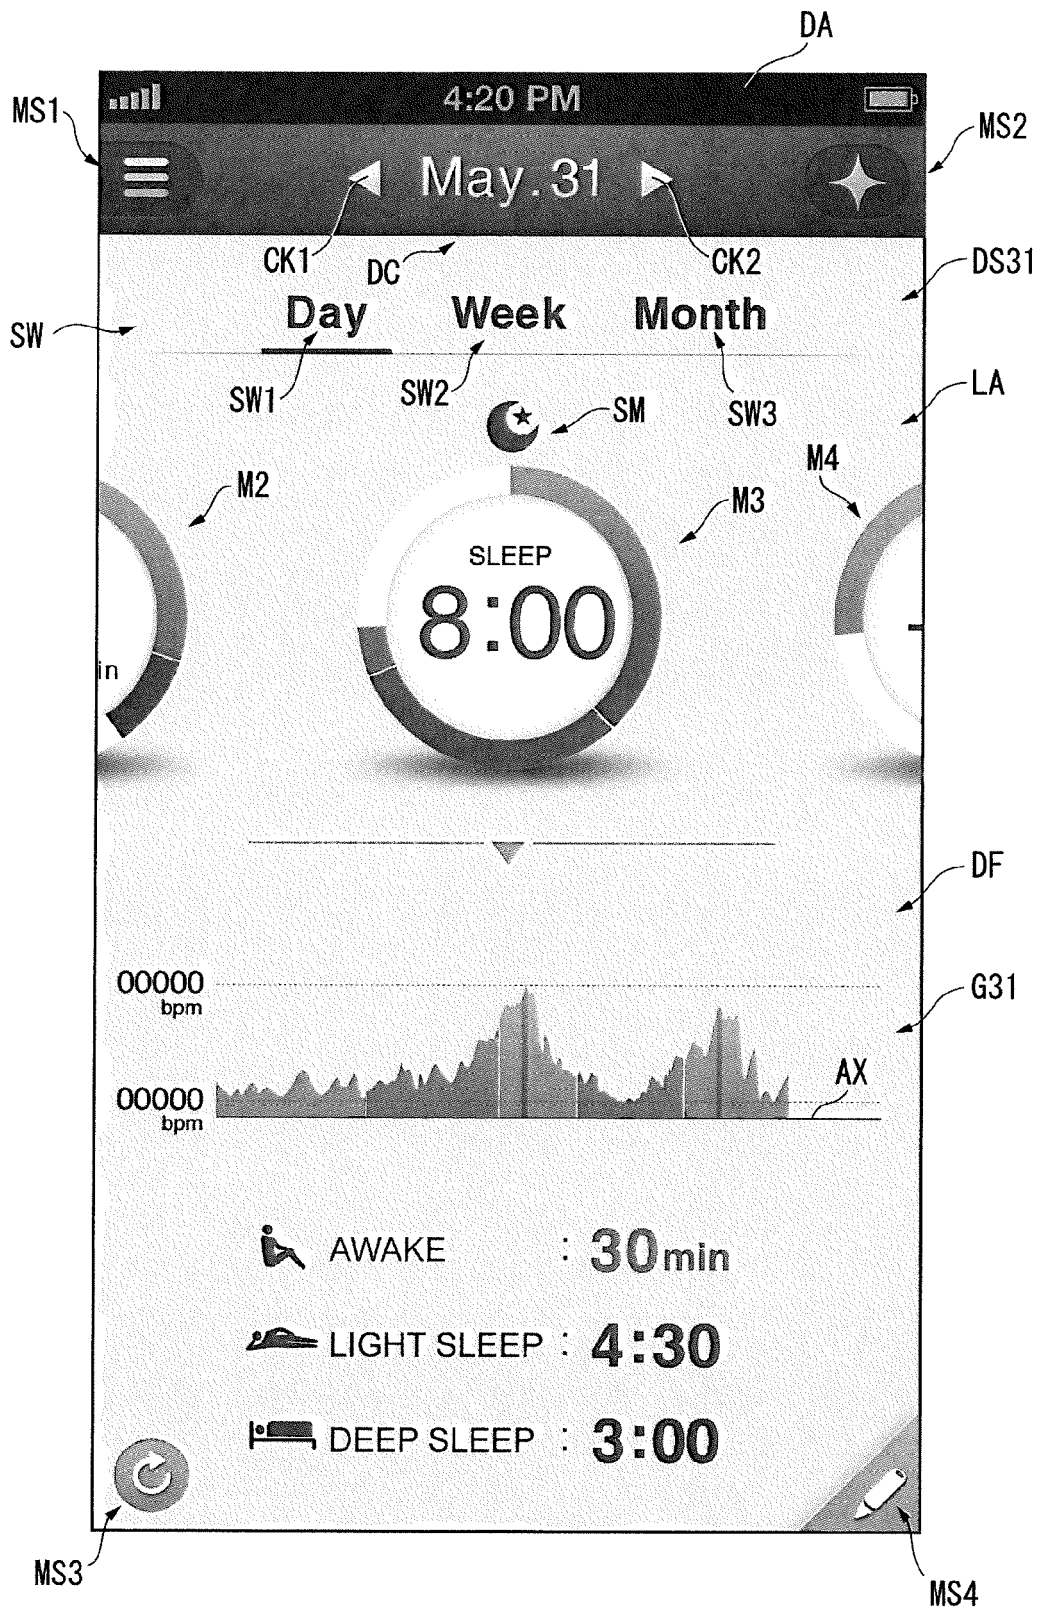 DA
4:20 PM
MS1
MS2
May. 31
CK1
DC
CK2
DS31
SW
Day Week Month
SW1
SW2
SW3
SM
LA
M2
M3
M4
SLEEP
8:00
in
DF
00000
bpm
G31
00000
bpm
AX
AWAKE : 30min
LIGHT SLEEP : 4:30
DEEP SLEEP : 3:00
MS3
MS4